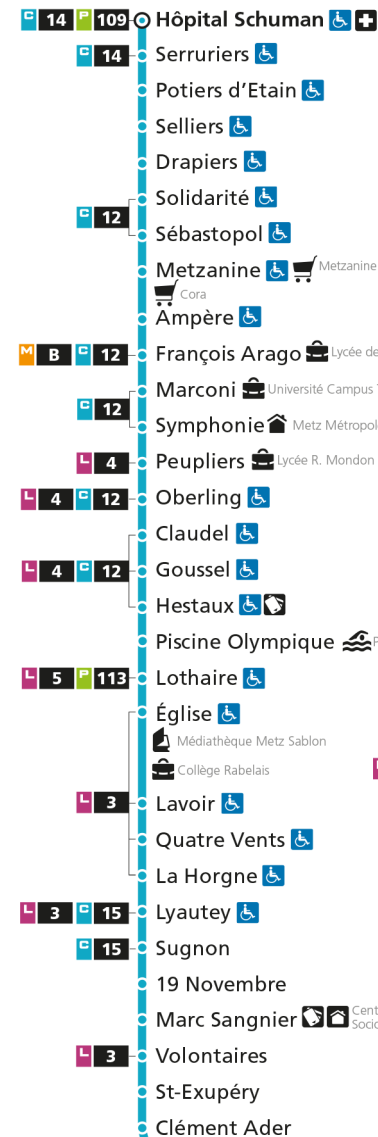 C 14 P 109 Hôpital Schuman
C 14 Serruriers
Potiers d'Etain
Selliers
Drapiers
Solidarité
C 12
Sébastopol
Metzanine Metzanine
Cora
Ampère
M B C 12 François Arago Lycée de
Marconi Université Campus
C 12
Symphonie Metz Métropol
L 4 Peupliers Lycée R. Mondon
L 4 C 12 Oberling
Claudel
L 4 C 12 Goussel
Hestaux
Piscine Olympique
L 5 P 113 Lothaire
Église
Médiathèque Metz Sablon
Collège Rabelais
L 3 Lavoir
Quatre Vents
La Horgne
L 3 C 15 Lyautey
C 15 Sugnon
19 Novembre
Marc Sangnier Cent
Socio
L 3 Volontaires
St-Exupéry
Clément Ader